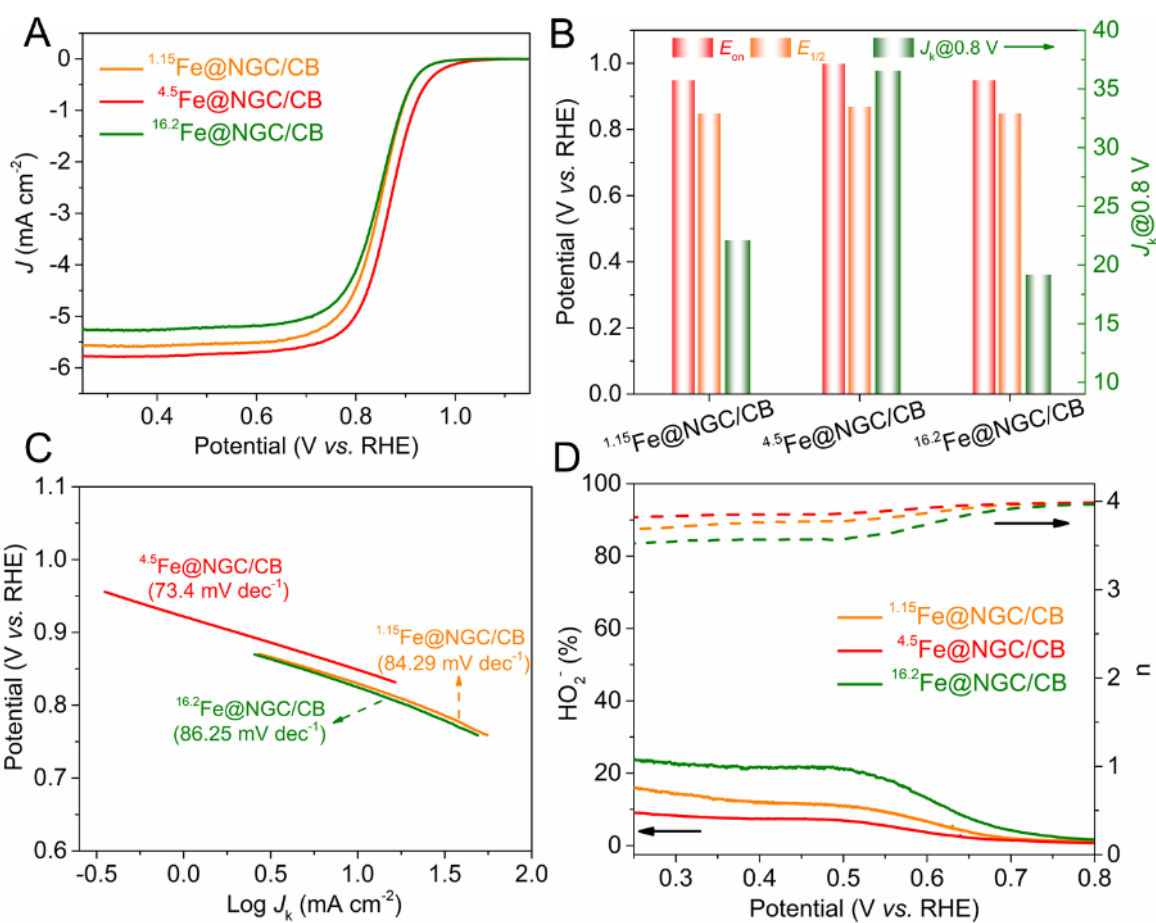 A
¹·¹⁵Fe@NGC/CB
⁴·⁵Fe@NGC/CB
¹⁶·²Fe@NGC/CB
0
-1
-2
-3
-4
-5
-6
J (mA cm⁻²)
0.4 0.6 0.8 1.0
Potential (V vs. RHE)
B
E_on E_1/2 J_k@0.8 V
1.0
0.8
0.6
0.4
0.2
0.0
Potential (V vs. RHE)
40
35
30
25
20
15
10
J_k@0.8 V
¹·¹⁵Fe@NGC/CB
⁴·⁵Fe@NGC/CB
¹⁶·²Fe@NGC/CB
C
1.1
1.0
0.9
0.8
0.7
0.6
Potential (V vs. RHE)
⁴·⁵Fe@NGC/CB
(73.4 mV dec⁻¹)
¹·¹⁵Fe@NGC/CB
(84.29 mV dec⁻¹)
¹⁶·²Fe@NGC/CB
(86.25 mV dec⁻¹)
-0.5 0.0 0.5 1.0 1.5 2.0
Log J_k (mA cm⁻²)
D
100
80
60
40
20
0
HO₂⁻ (%)
¹·¹⁵Fe@NGC/CB
⁴·⁵Fe@NGC/CB
¹⁶·²Fe@NGC/CB
4
3
2
1
0
n
0.3 0.4 0.5 0.6 0.7 0.8
Potential (V vs. RHE)